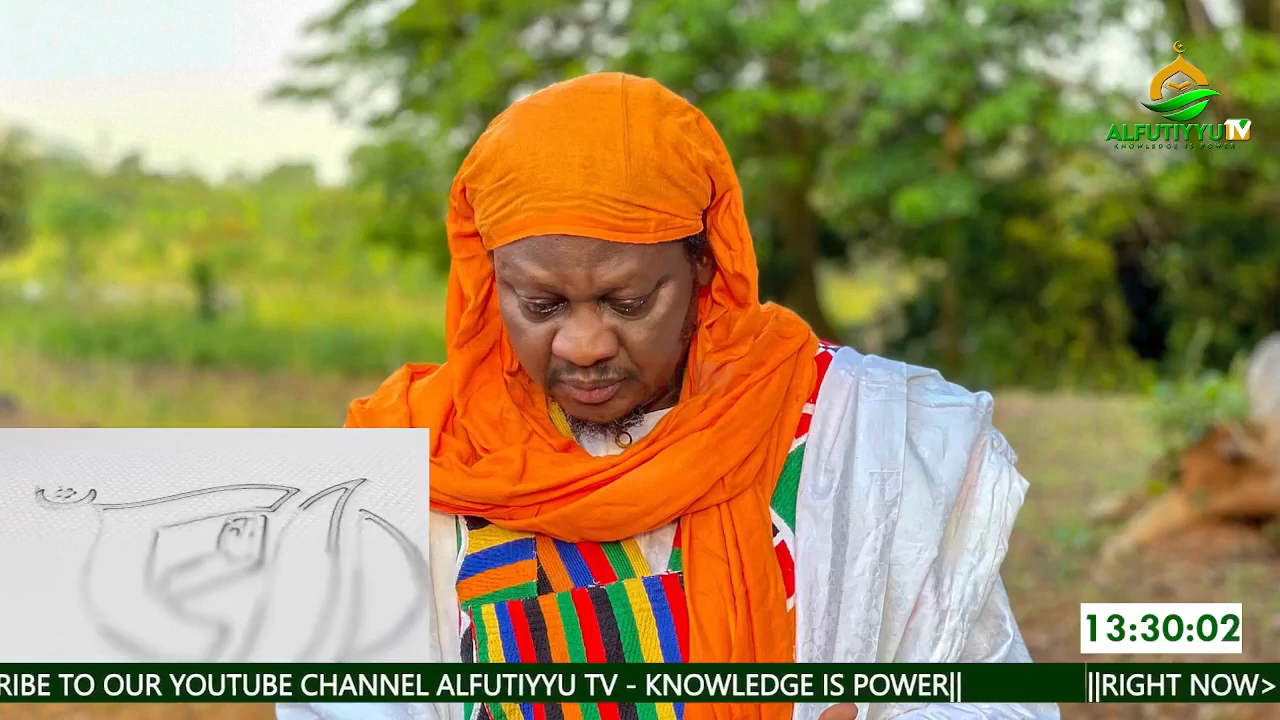 ALFUTIYYU TV
KNOWLEDGE IS POWER
13:30:02
RIBE TO OUR YOUTUBE CHANNEL ALFUTIYYU TV - KNOWLEDGE IS POWER|| ||RIGHT NOW>